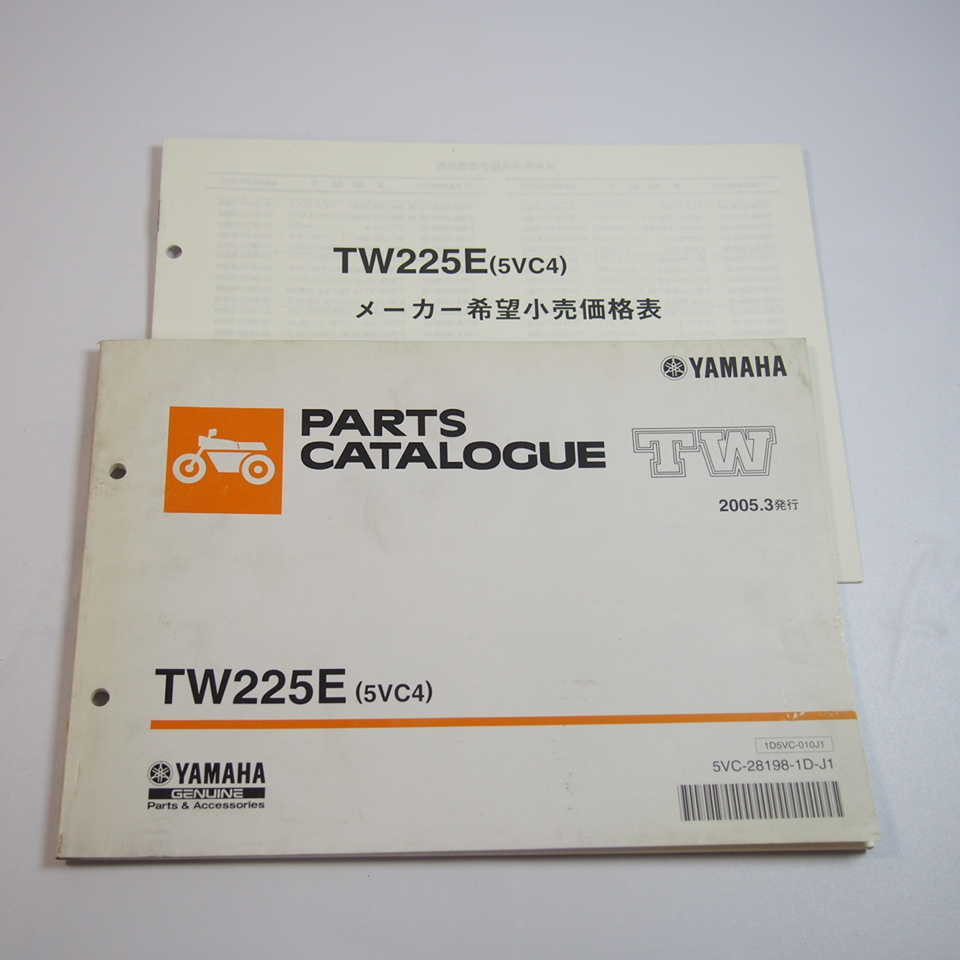 TW225E(5VC4)
メーカー希望小売価格表
YAMAHA
PARTS
CATALOGUE
TW
2005.3発行
TW225E (5VC4)
1D5VC-010J1
5VC-28198-1D-J1
YAMAHA
GENUINE
Parts & Accessories